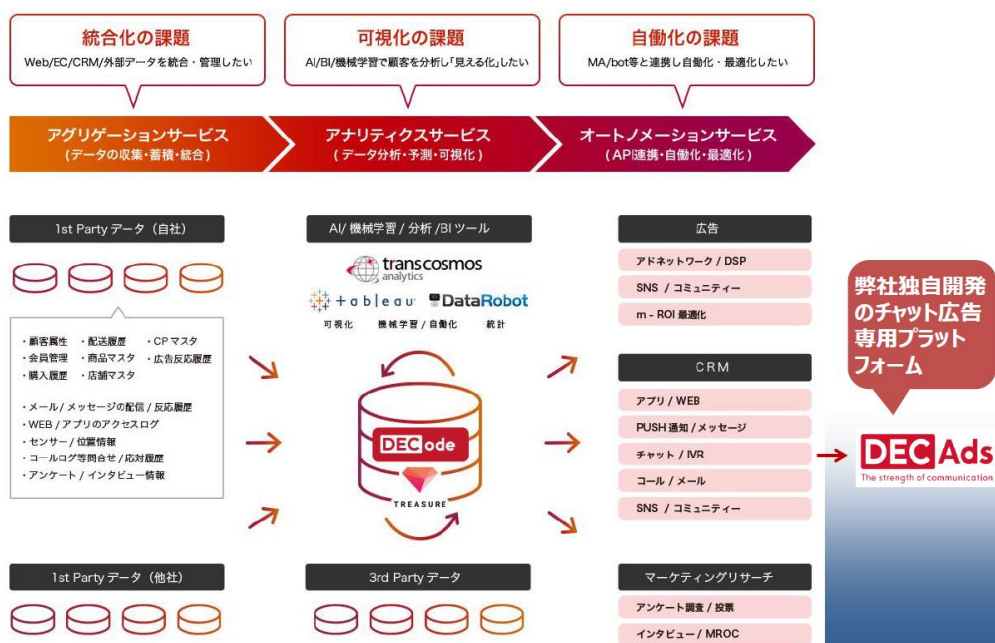 統合化の課題
Web/EC/CRM/外部データを統合・管理したい
可視化の課題
AI/BI/機械学習で顧客を分析し「見える化」したい
自働化の課題
MA/bot等と連携し自働化・最適化したい
アグリゲーションサービス
(データの収集・蓄積・統合)
アナリティクスサービス
(データ分析・予測・可視化)
オートノメーションサービス
(API連携・自働化・最適化)
1st Party データ（自社）
・顧客属性 ・配送履歴 ・CPマスタ
・会員管理 ・商品マスタ ・広告反応履歴
・購入履歴 ・店舗マスタ
・メール / メッセージの配信 / 反応履歴
・WEB / アプリのアクセスログ
・センサー / 位置情報
・コールログ等問合せ / 応対履歴
・アンケート / インタビュー情報
1st Party データ（他社）
AI/ 機械学習 / 分析 /BI ツール
transcosmos
analytics
+ableau DataRobot
可視化 機械学習 / 自働化 統計
DECode
TREASURE
3rd Party データ
広告
アドネットワーク / DSP
SNS / コミュニティー
m - ROI 最適化
CRM
アプリ / WEB
PUSH 通知 / メッセージ
チャット / IVR
コール / メール
SNS / コミュニティー
マーケティングリサーチ
アンケート調査 / 投票
インタビュー / MROC
弊社独自開発
のチャット広告
専用プラット
フォーム
DECAds
The strength of communication